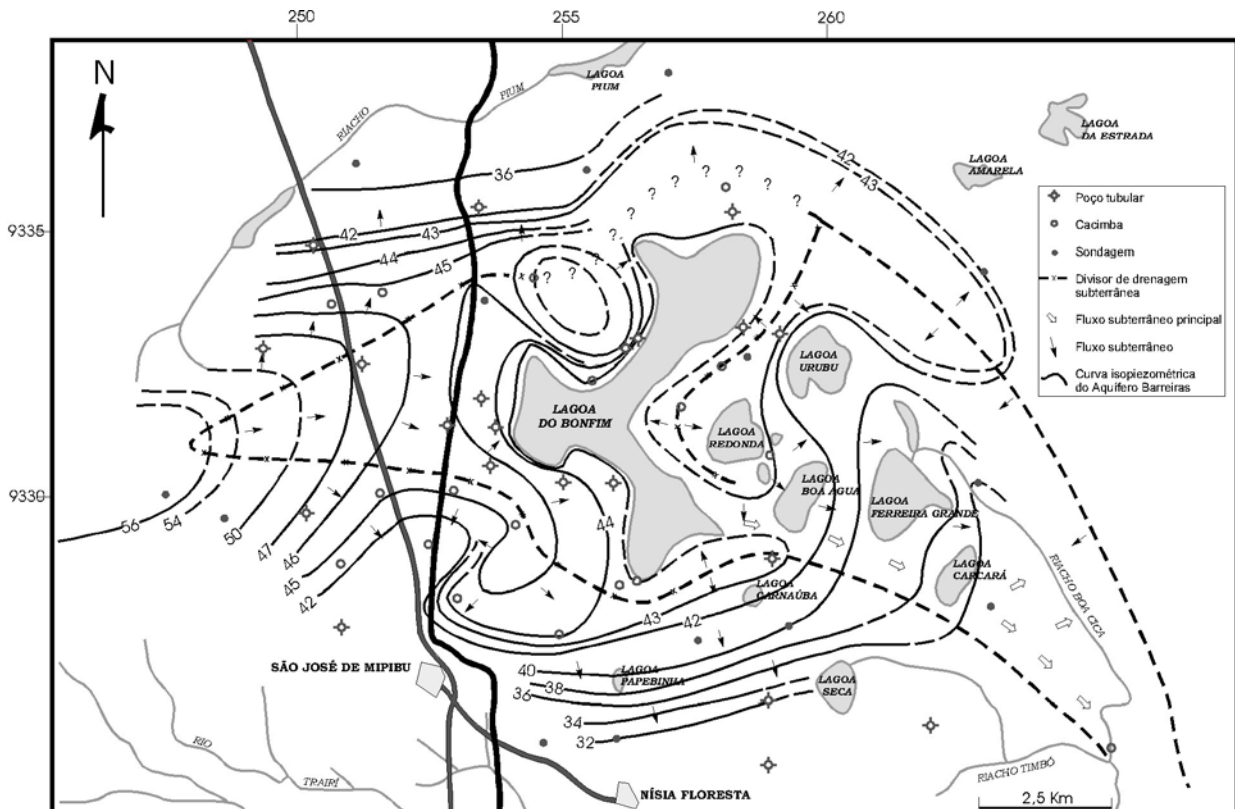 250
255
260
9335
9330
N
RIACHO
PIUM
LAGOA
PIUM
LAGOA
DA ESTRADA
LAGOA
AMARELA
Poço tubular
Cacimba
Sondagem
Divisor de drenagem
subterrânea
Fluxo subterrâneo principal
Fluxo subterrâneo
Curva isopiezométrica
do Aquifero Barreiras
36
42
43
44
45
42
43
? ? ? ? ? ? ? ? ?
? ? ? ?
LAGOA
URUBU
LAGOA
DO BONFIM
LAGOA
REDONDA
LAGOA
BOA ÁGUA
LAGOA
FERREIRA GRANDE
LAGOA
CARCARÁ
LAGOA
CARNAÚBA
RIACHO BOA CICA
56
54
50
47
46
45
42
44
43
42
40
38
36
34
32
LAGOA
PAPEBINHA
LAGOA
SECA
SÃO JOSÉ DE MIPIBU
RIO
TRAIRÍ
NÍSIA FLORESTA
RIACHO TIMBÓ
2,5 Km